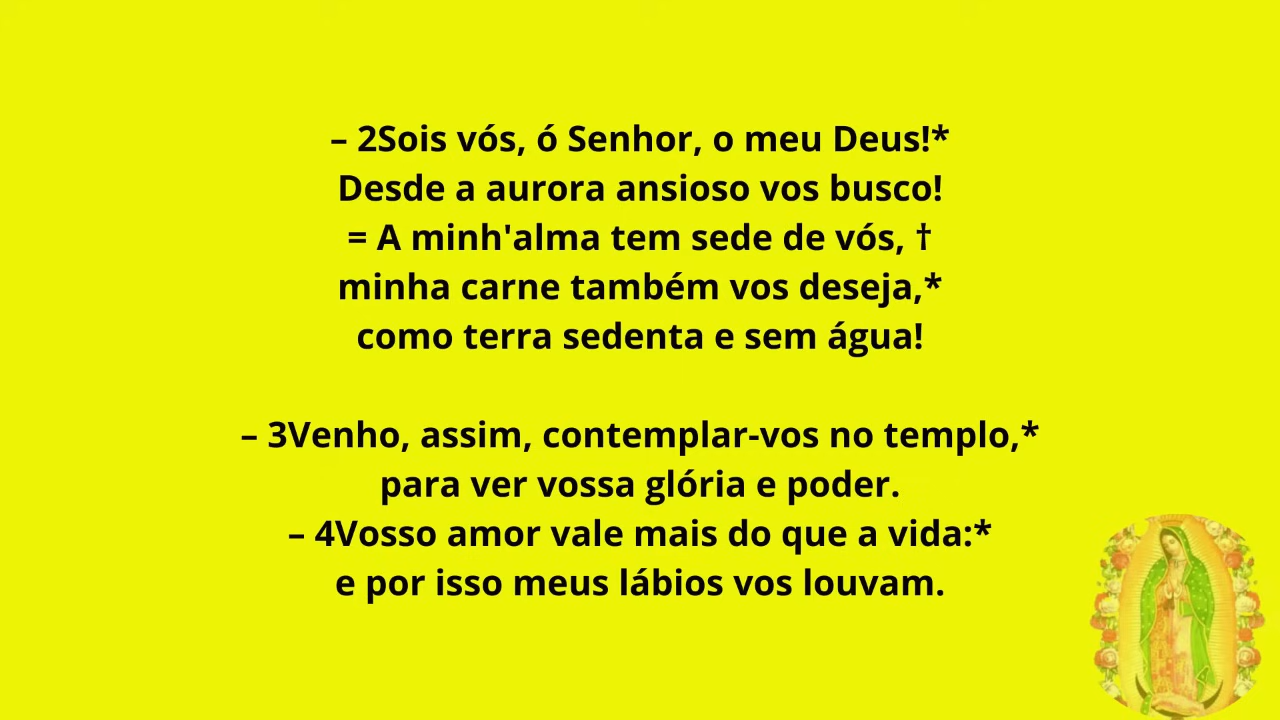 – 2Sois vós, ó Senhor, o meu Deus!*
Desde a aurora ansioso vos busco!
= A minh'alma tem sede de vós, †
minha carne também vos deseja,*
como terra sedenta e sem água!
– 3Venho, assim, contemplar-vos no templo,*
para ver vossa glória e poder.
– 4Vosso amor vale mais do que a vida:*
e por isso meus lábios vos louvam.